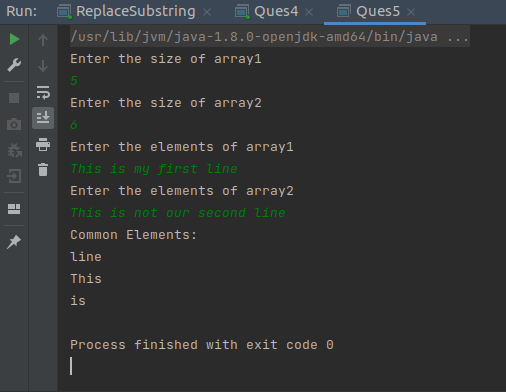 Run: ReplaceSubstring × Ques4 × Ques5 ×
/usr/lib/jvm/java-1.8.0-openjdk-amd64/bin/java ...
Enter the size of array1
5
Enter the size of array2
6
Enter the elements of array1
This is my first line
Enter the elements of array2
This is not our second line
Common Elements:
line
This
is
Process finished with exit code 0